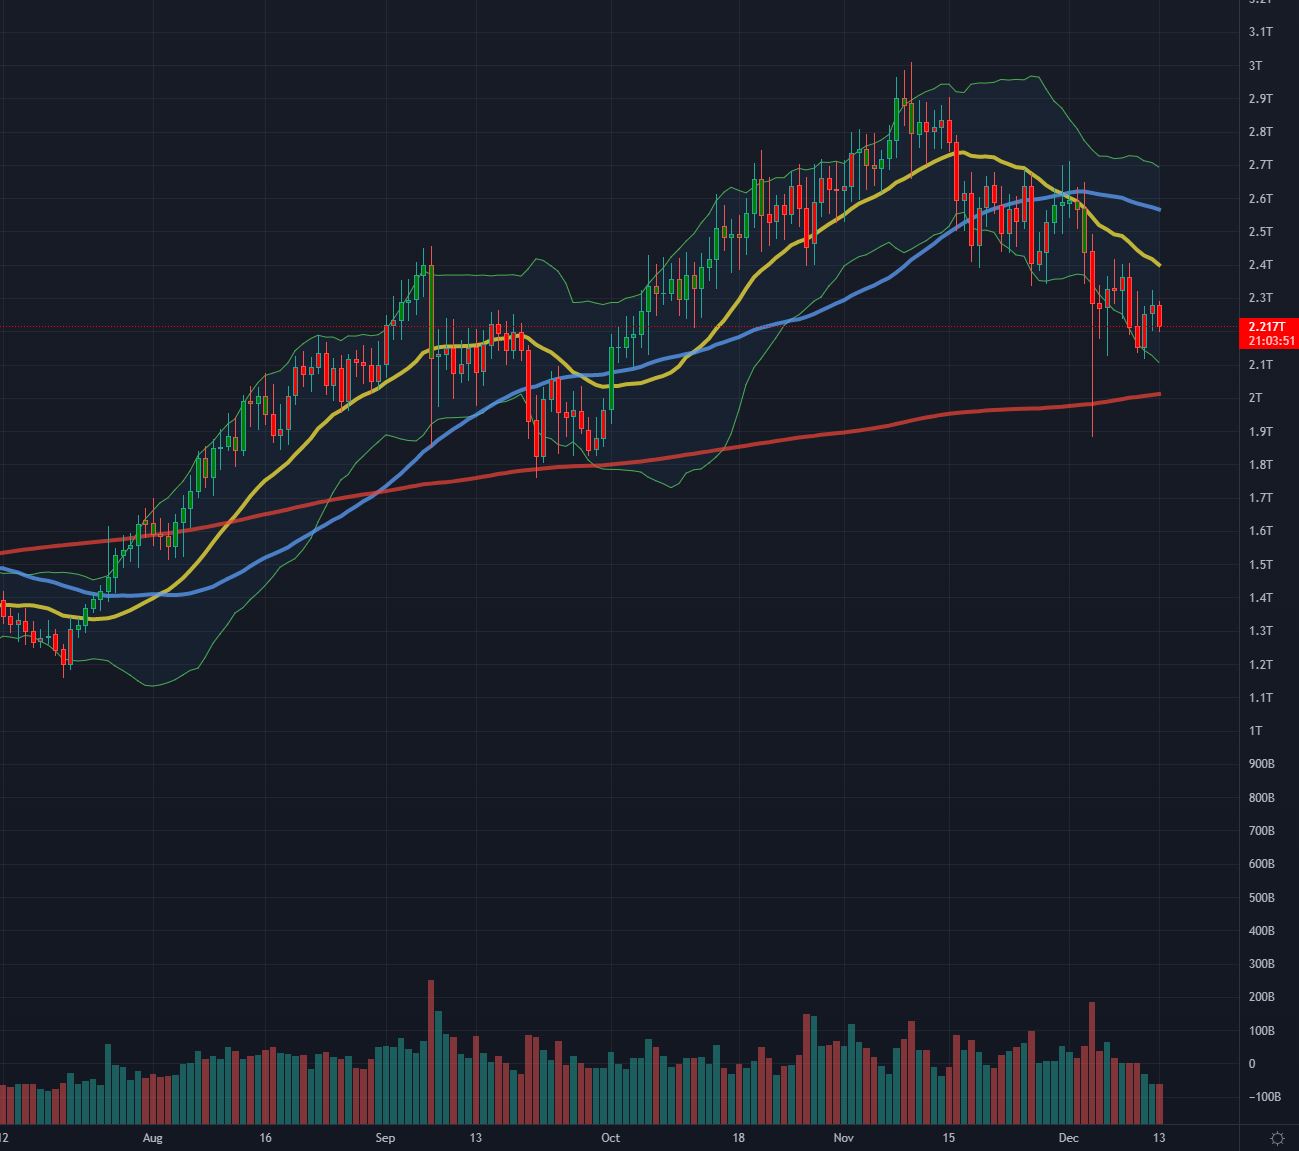 3.2T
3.1T
3T
2.9T
2.8T
2.7T
2.6T
2.5T
2.4T
2.3T
2.217T
21:03:51
2.1T
2T
1.9T
1.8T
1.7T
1.6T
1.5T
1.4T
1.3T
1.2T
1.1T
1T
900B
800B
700B
600B
500B
400B
300B
200B
100B
0
−100B
12 Aug 16 Sep 13 Oct 18 Nov 15 Dec 13